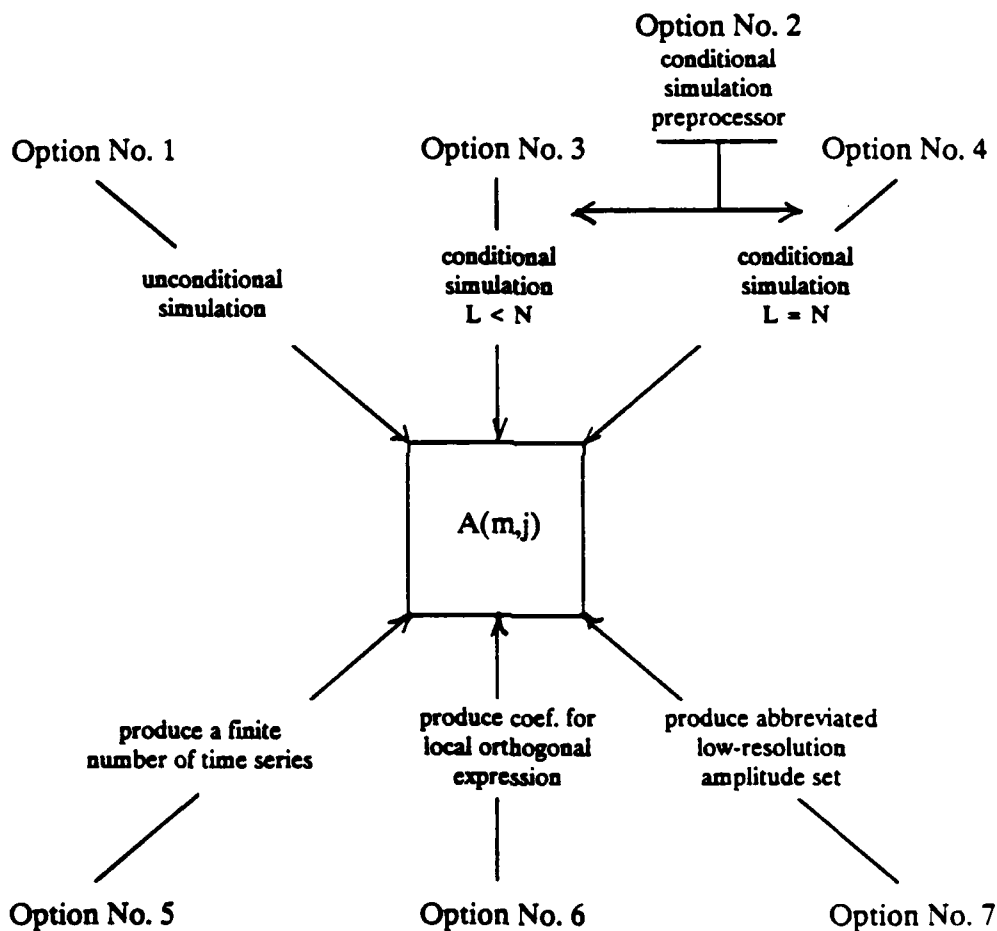 Option No. 2
conditional
simulation
preprocessor
Option No. 1
Option No. 3
Option No. 4
unconditional
simulation
conditional
simulation
L < N
conditional
simulation
L = N
A(m,j)
produce a finite
number of time series
produce coef. for
local orthogonal
expression
produce abbreviated
low-resolution
amplitude set
Option No. 5
Option No. 6
Option No. 7